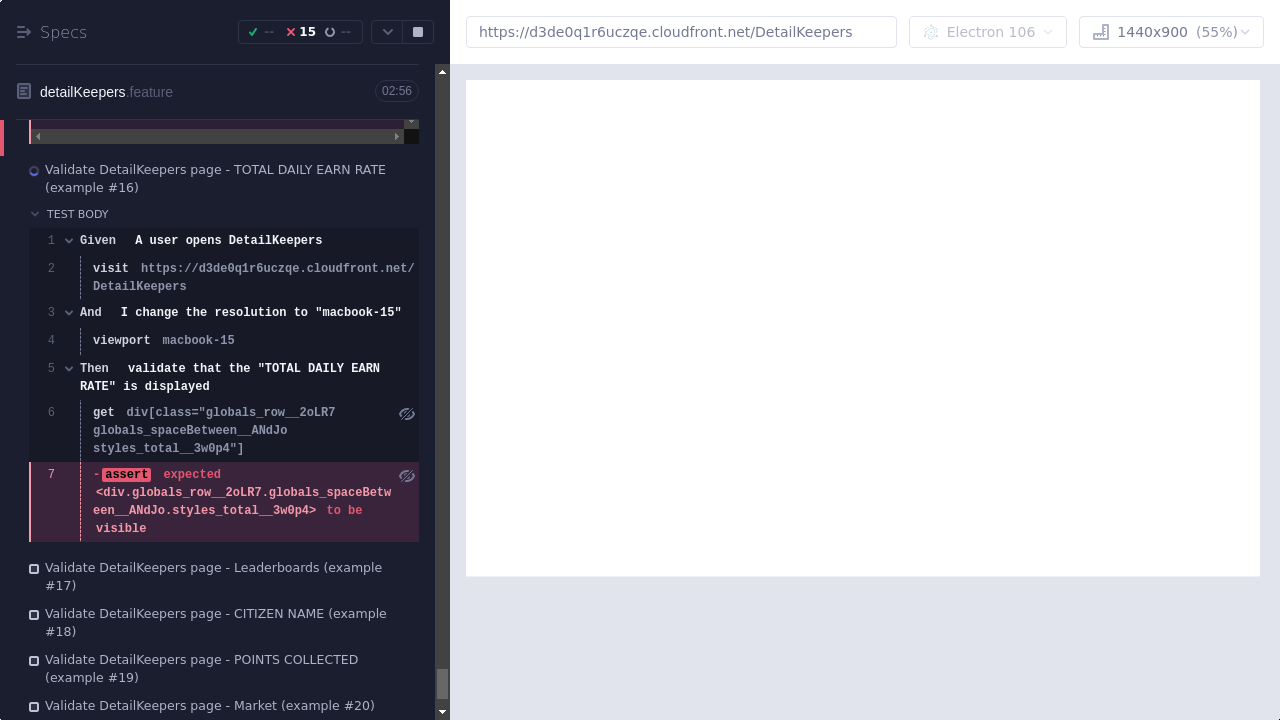 Specs
-- 15 --
https://d3de0q1r6uczqe.cloudfront.net/DetailKeepers
Electron 106
1440x900 (55%)
detailKeepers.feature
02:56
Validate DetailKeepers page - TOTAL DAILY EARN RATE
(example #16)
TEST BODY
1 Given A user opens DetailKeepers
2 visit https://d3de0q1r6uczqe.cloudfront.net/
DetailKeepers
3 And I change the resolution to "macbook-15"
4 viewport macbook-15
5 Then validate that the "TOTAL DAILY EARN
RATE" is displayed
6 get div[class="globals_row__2oLR7
globals_spaceBetween__ANdJo
styles_total__3w0p4"]
7 -assert expected
<div.globals_row__2oLR7.globals_spaceBetw
een__ANdJo.styles_total__3w0p4> to be
visible
Validate DetailKeepers page - Leaderboards (example
#17)
Validate DetailKeepers page - CITIZEN NAME (example
#18)
Validate DetailKeepers page - POINTS COLLECTED
(example #19)
Validate DetailKeepers page - Market (example #20)